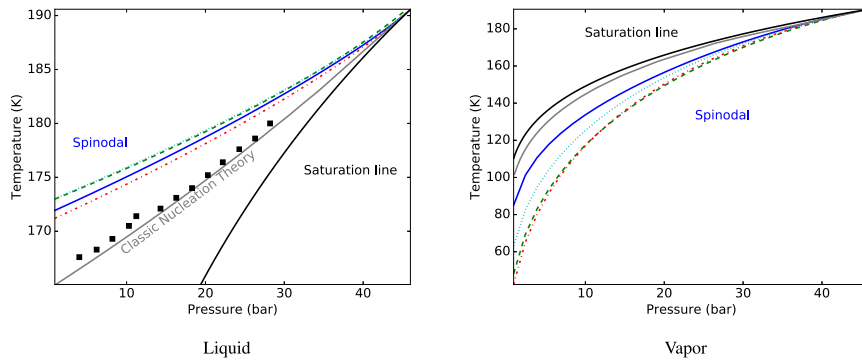 190
185
180
175
170
Temperature (K)
Spinodal
Classic Nucleation Theory
Saturation line
10
20
30
40
Pressure (bar)
Liquid
180
160
140
120
100
80
60
Temperature (K)
Saturation line
Spinodal
10
20
30
40
Pressure (bar)
Vapor